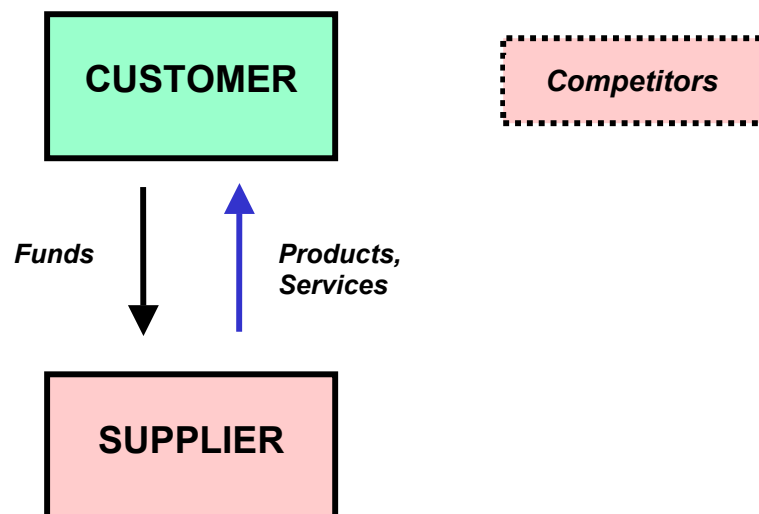 CUSTOMER
Competitors
Funds
Products,
Services
SUPPLIER